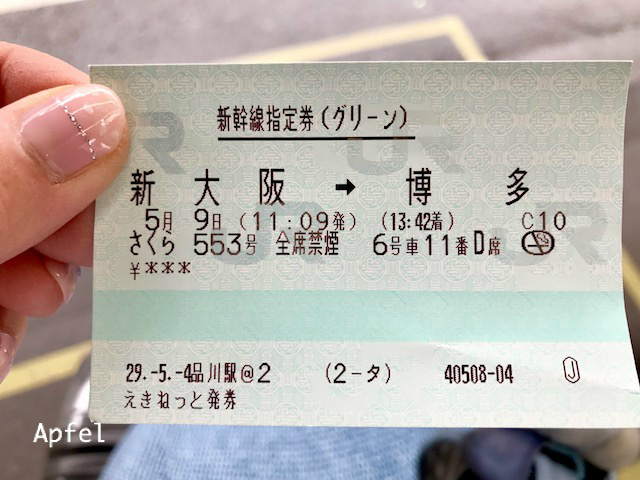 新幹線指定券(グリーン)
新大阪 → 博多
5月 9日(11:09発) (13:42着) C10
さくら 553号 全席禁煙 6号車11番D席
¥***
29.-5.-4品川駅@2 (2-タ) 40508-04 Ⓙ
えきねっと発券
Apfel